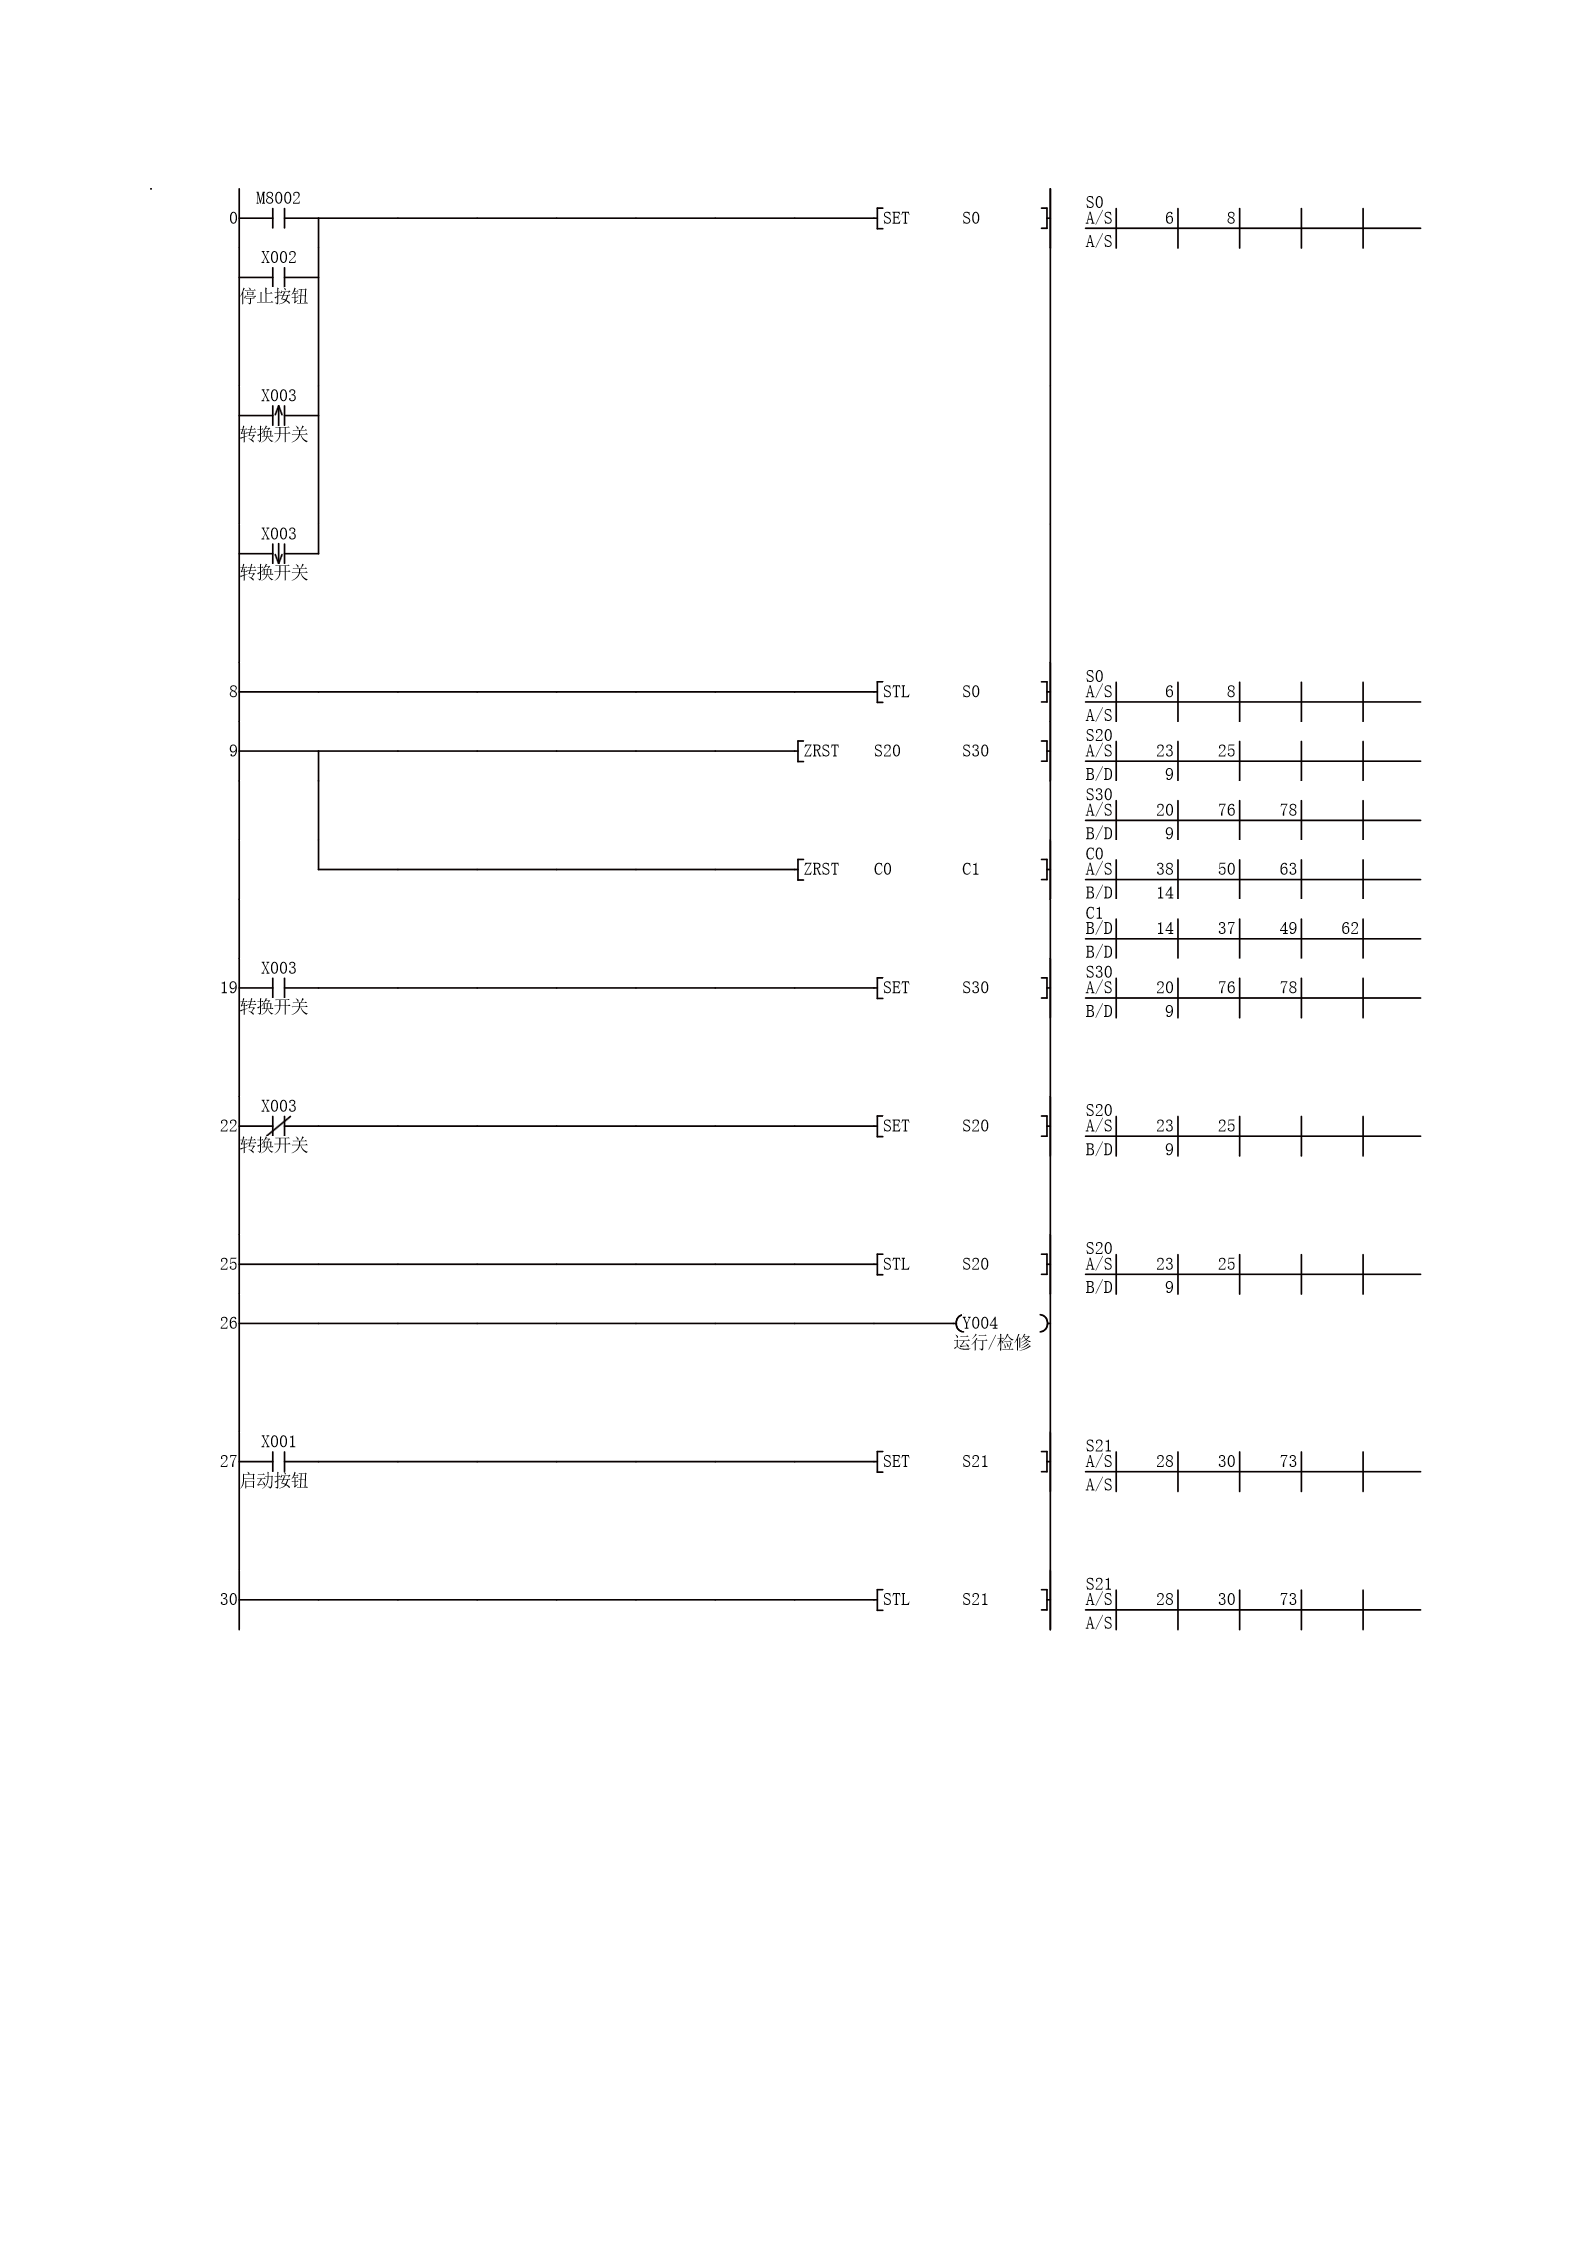 M8002
0 SET S0
S0
A/S 6 8
A/S
X002
停止按钮
X003
转换开关
X003
转换开关
8 STL S0
S0
A/S 6 8
A/S
9 ZRST S20 S30
S20
A/S 23 25
B/D 9
S30
A/S 20 76 78
B/D 9
ZRST C0 C1
C0
A/S 38 50 63
B/D 14
C1
B/D 14 37 49 62
B/D
X003
19 SET S30
转换开关
S30
A/S 20 76 78
B/D 9
X003
22 SET S20
转换开关
S20
A/S 23 25
B/D 9
25 STL S20
S20
A/S 23 25
B/D 9
26 Y004
运行/检修
X001
27 SET S21
启动按钮
S21
A/S 28 30 73
A/S
30 STL S21
S21
A/S 28 30 73
A/S